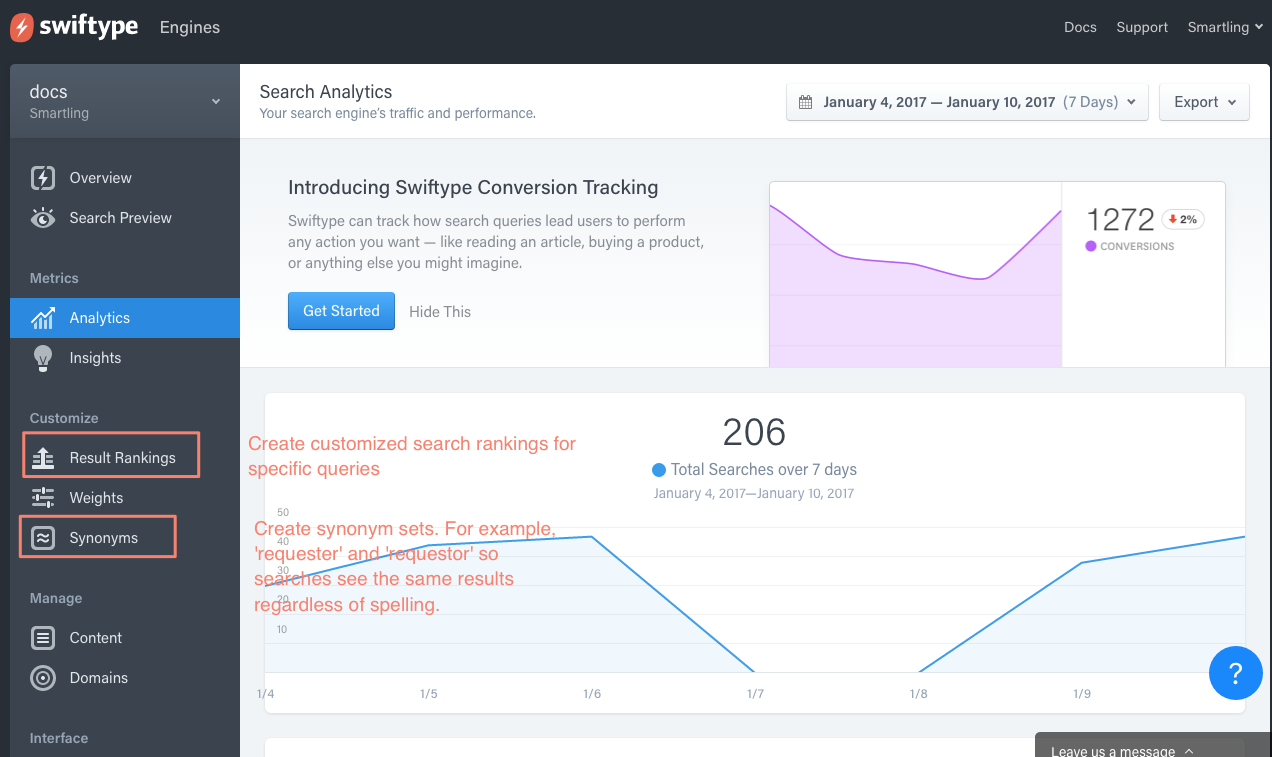 swiftype Engines Docs Support Smartling
docs
Smartling
Overview
Search Preview
Metrics
Analytics
Insights
Customize
Result Rankings
Weights
Synonyms
Manage
Content
Domains
Interface
Search Analytics
Your search engine's traffic and performance.
January 4, 2017 — January 10, 2017 (7 Days)
Export
Introducing Swiftype Conversion Tracking
Swiftype can track how search queries lead users to perform
any action you want — like reading an article, buying a product,
or anything else you might imagine.
Get Started Hide This
1272 2%
CONVERSIONS
Create customized search rankings for
specific queries
206
Total Searches over 7 days
January 4, 2017—January 10, 2017
Create synonym sets. For example,
'requester' and 'requestor' so
searches see the same results
regardless of spelling.
50
40
30
20
10
1/4 1/5 1/6 1/7 1/8 1/9
?
Leave us a message